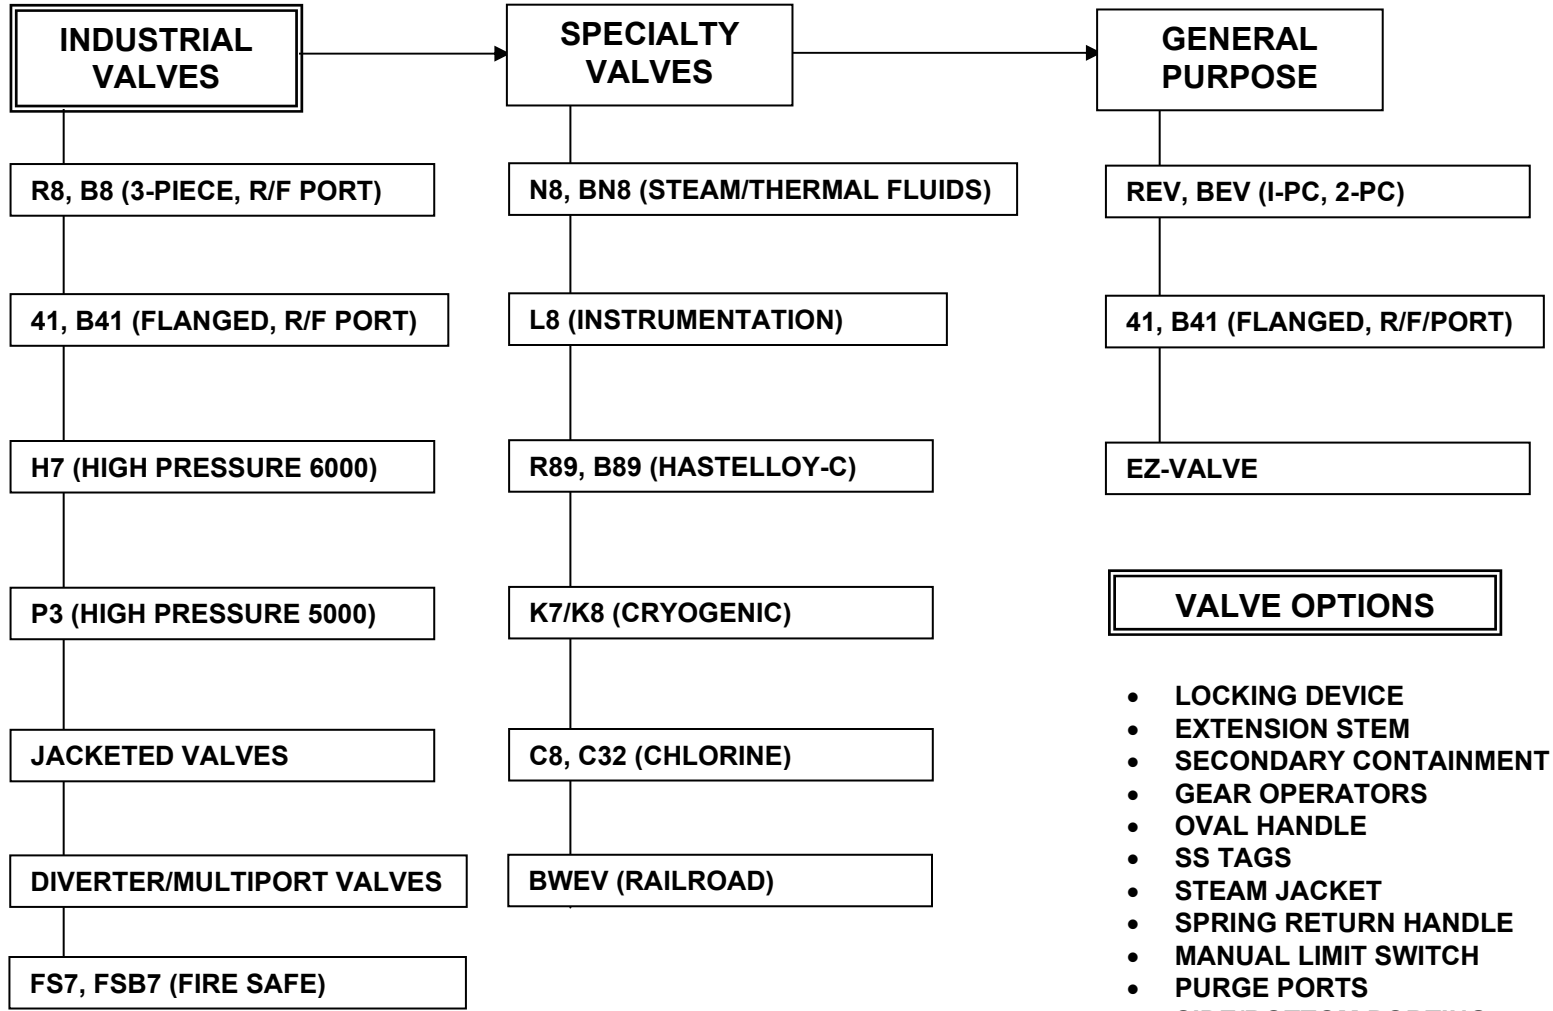 INDUSTRIAL
VALVES
R8, B8 (3-PIECE, R/F PORT)
41, B41 (FLANGED, R/F PORT)
H7 (HIGH PRESSURE 6000)
P3 (HIGH PRESSURE 5000)
JACKETED VALVES
DIVERTER/MULTIPORT VALVES
FS7, FSB7 (FIRE SAFE)
SPECIALTY
VALVES
N8, BN8 (STEAM/THERMAL FLUIDS)
L8 (INSTRUMENTATION)
R89, B89 (HASTELLOY-C)
K7/K8 (CRYOGENIC)
C8, C32 (CHLORINE)
BWEV (RAILROAD)
GENERAL
PURPOSE
REV, BEV (I-PC, 2-PC)
41, B41 (FLANGED, R/F/PORT)
EZ-VALVE
VALVE OPTIONS
• LOCKING DEVICE
• EXTENSION STEM
• SECONDARY CONTAINMENT
• GEAR OPERATORS
• OVAL HANDLE
• SS TAGS
• STEAM JACKET
• SPRING RETURN HANDLE
• MANUAL LIMIT SWITCH
• PURGE PORTS